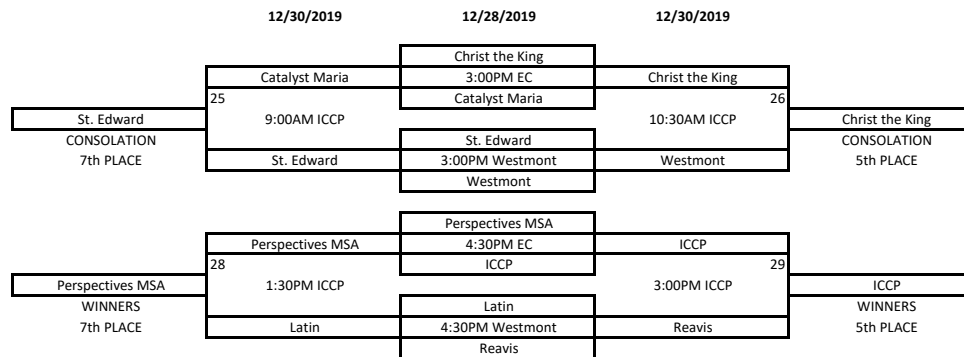 12/30/2019 12/28/2019 12/30/2019
Christ the King
Catalyst Maria 3:00PM EC Christ the King
25 Catalyst Maria 26
St. Edward 9:00AM ICCP 10:30AM ICCP Christ the King
CONSOLATION St. Edward CONSOLATION
7th PLACE St. Edward 3:00PM Westmont Westmont 5th PLACE
Westmont
Perspectives MSA
Perspectives MSA 4:30PM EC ICCP
28 ICCP 29
Perspectives MSA 1:30PM ICCP 3:00PM ICCP ICCP
WINNERS Latin WINNERS
7th PLACE Latin 4:30PM Westmont Reavis 5th PLACE
Reavis